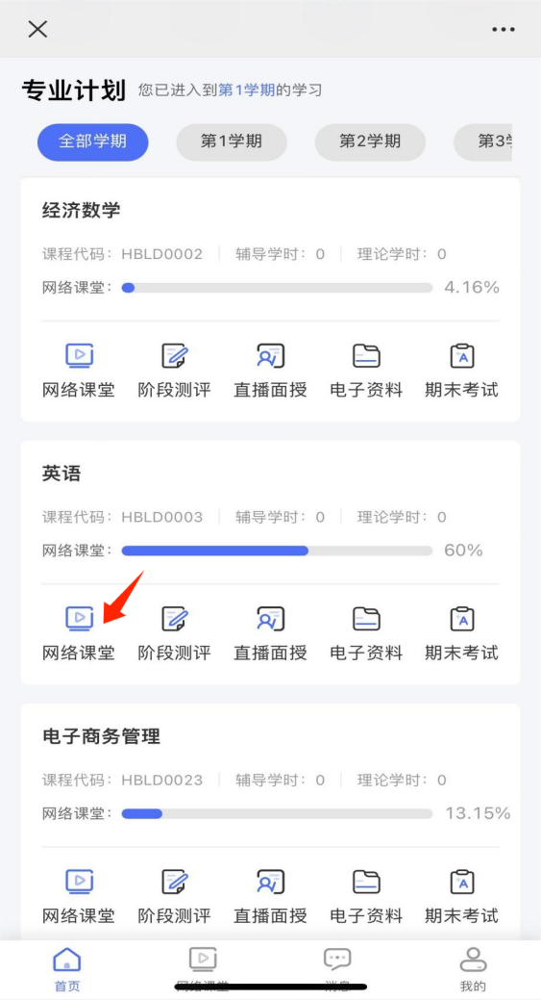 专业计划 您已进入到第1学期的学习
全部学期 第1学期 第2学期 第3
经济数学
课程代码：HBLD0002 辅导学时：0 理论学时：0
网络课堂： 4.16%
网络课堂 阶段测评 直播面授 电子资料 期末考试
英语
课程代码：HBLD0003 辅导学时：0 理论学时：0
网络课堂： 60%
网络课堂 阶段测评 直播面授 电子资料 期末考试
电子商务管理
课程代码：HBLD0023 辅导学时：0 理论学时：0
网络课堂： 13.15%
网络课堂 阶段测评 直播面授 电子资料 期末考试
首页 网络课堂 消息 我的